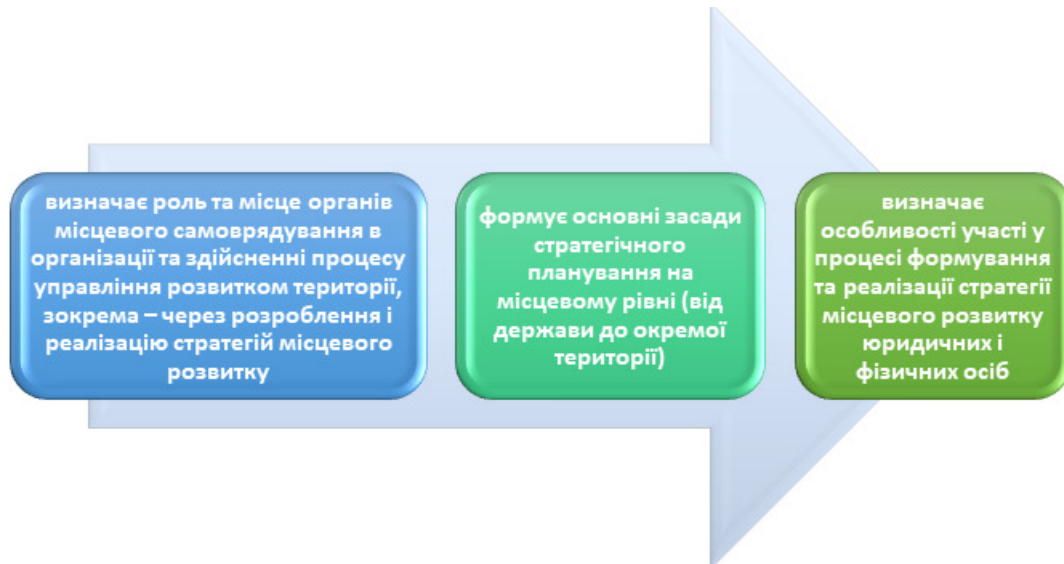 визначає роль та місце органів
місцевого самоврядування в
організації та здійсненні процесу
управління розвитком території,
зокрема – через розроблення і
реалізацію стратегій місцевого
розвитку
формує основні засади
стратегічного
планування на
місцевому рівні (від
держави до окремої
території)
визначає
особливості участі у
процесі формування
та реалізації стратегії
місцевого розвитку
юридичних і
фізичних осіб